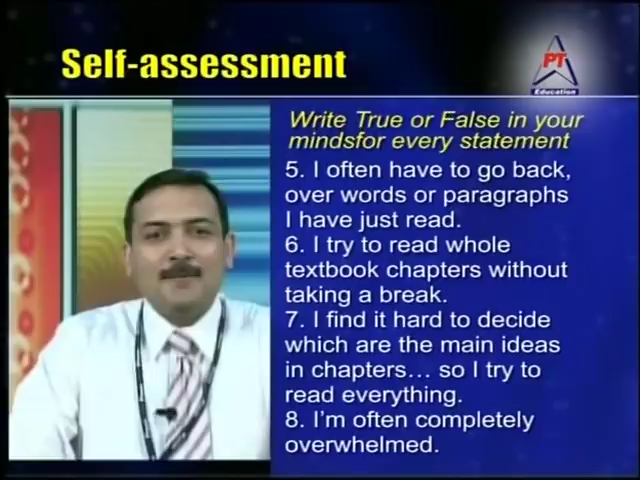 Self-assessment
PT
Education
Write True or False in your
mindsfor every statement
5. I often have to go back,
over words or paragraphs
I have just read.
6. I try to read whole
textbook chapters without
taking a break.
7. I find it hard to decide
which are the main ideas
in chapters... so I try to
read everything.
8. I'm often completely
overwhelmed.